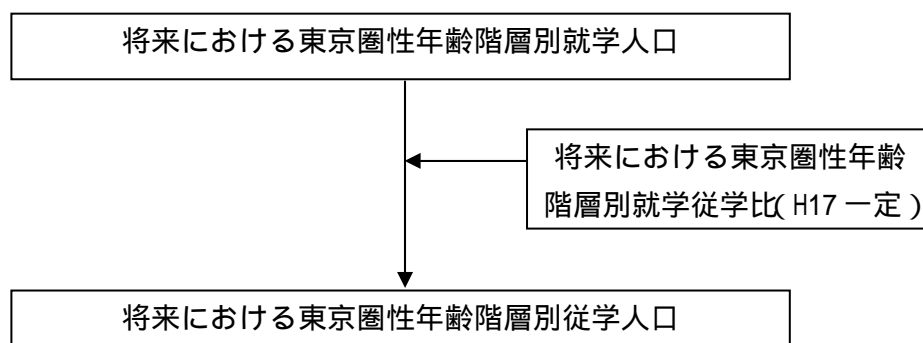 将来における東京圏性年齢階層別就学人口
将来における東京圏性年齢
階層別就学従学比(H17一定)
将来における東京圏性年齢階層別従学人口